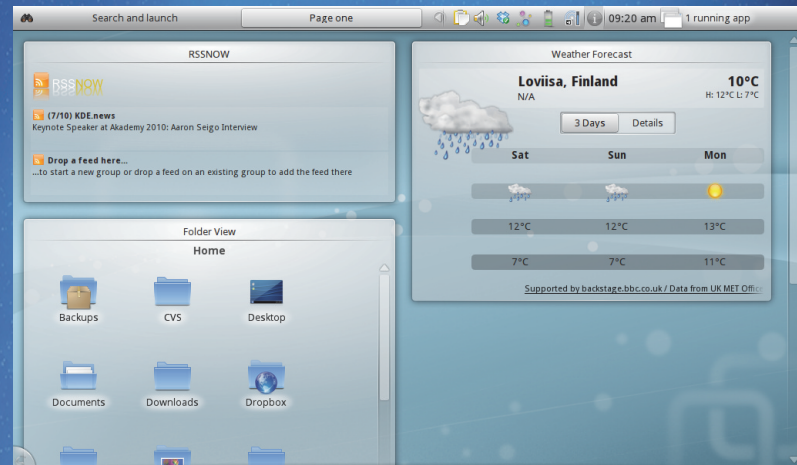 Search and launch
Page one
09:20 am
1 running app
RSSNOW
RSSNOW
(7/10) KDE.news
Keynote Speaker at Akademy 2010: Aaron Seigo Interview
Drop a feed here...
...to start a new group or drop a feed on an existing group to add the feed there
Weather Forecast
Loviisa, Finland
10°C
N/A
H: 12°C L: 7°C
3 Days
Details
Sat
Sun
Mon
12°C
12°C
13°C
7°C
7°C
11°C
Supported by backstage.bbc.co.uk / Data from UK MET Office
Folder View
Home
Backups
CVS
Desktop
Documents
Downloads
Dropbox